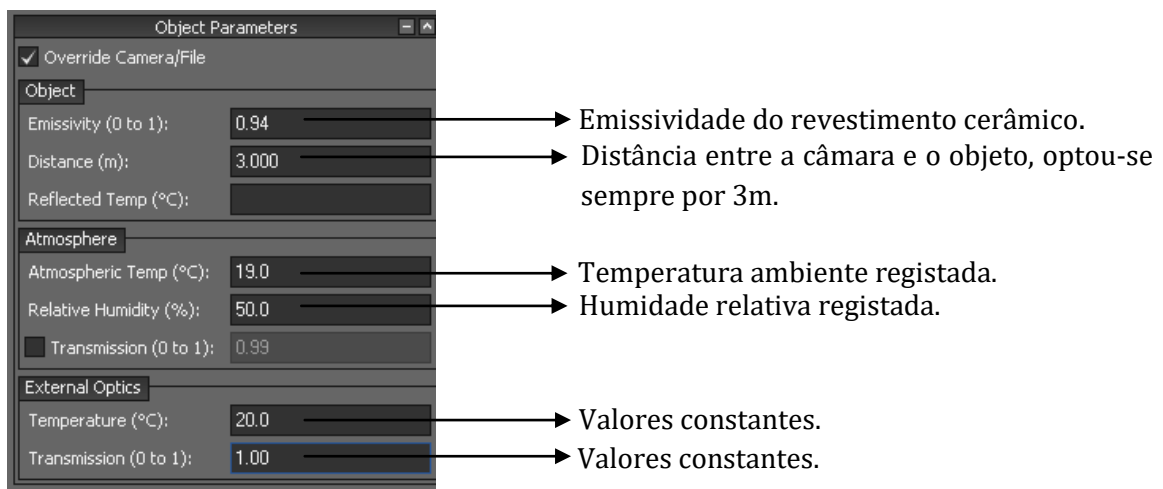 Object Parameters
Override Camera/File
Object
Emissivity (0 to 1): 0.94 Emissividade do revestimento cerâmico.
Distance (m): 3.000 Distância entre a câmara e o objeto, optou-se
sempre por 3m.
Reflected Temp (°C):
Atmosphere
Atmospheric Temp (°C): 19.0 Temperatura ambiente registada.
Relative Humidity (%): 50.0 Humidade relativa registada.
Transmission (0 to 1): 0.99
External Optics
Temperature (°C): 20.0 Valores constantes.
Transmission (0 to 1): 1.00 Valores constantes.